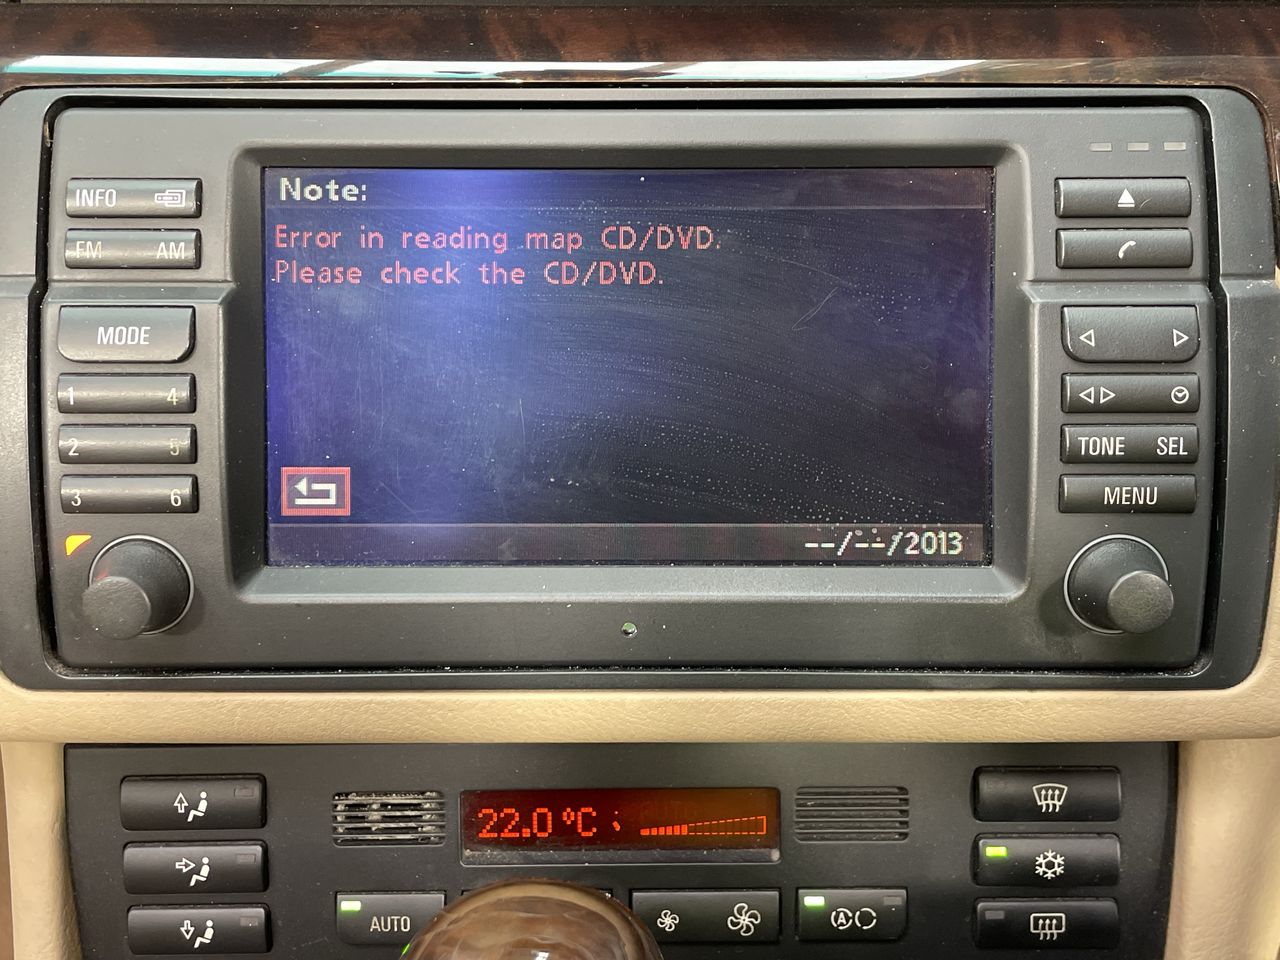 Note:
Error in reading map CD/DVD.
Please check the CD/DVD.
--/--/2013
INFO
FM AM
MODE
1 4
2 5
3 6
TONE SEL
MENU
22.0 °C
AUTO
A